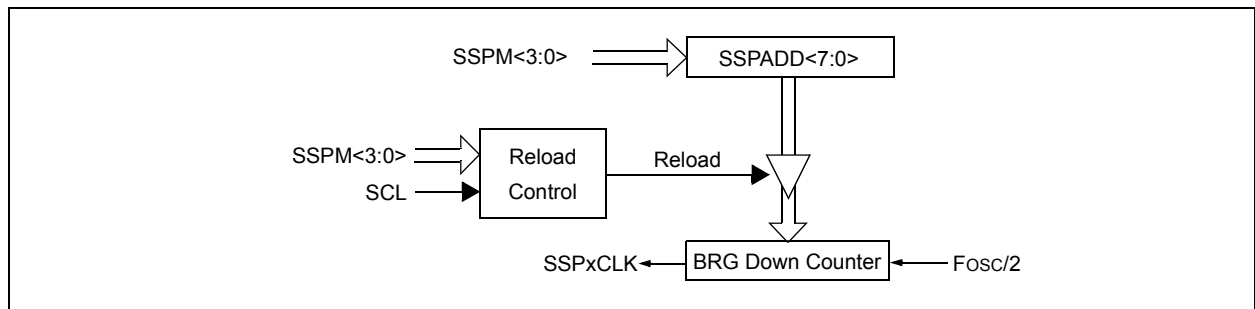 SSPM<3:0>
SSPADD<7:0>
SSPM<3:0>
SCL
Reload
Control
Reload
SSPxCLK
BRG Down Counter
FOSC/2